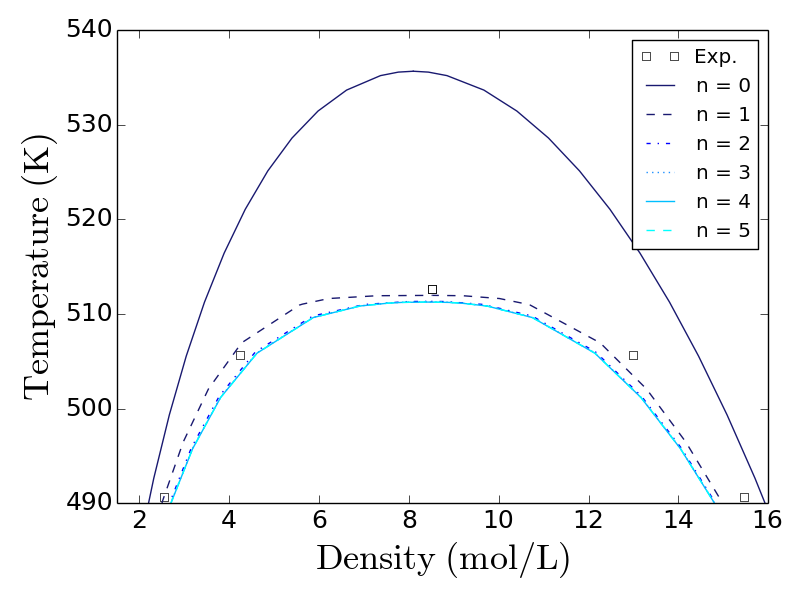 540
530
520
510
500
490
Temperature (K)
2
4
6
8
10
12
14
16
Density (mol/L)
Exp.
n = 0
n = 1
n = 2
n = 3
n = 4
n = 5